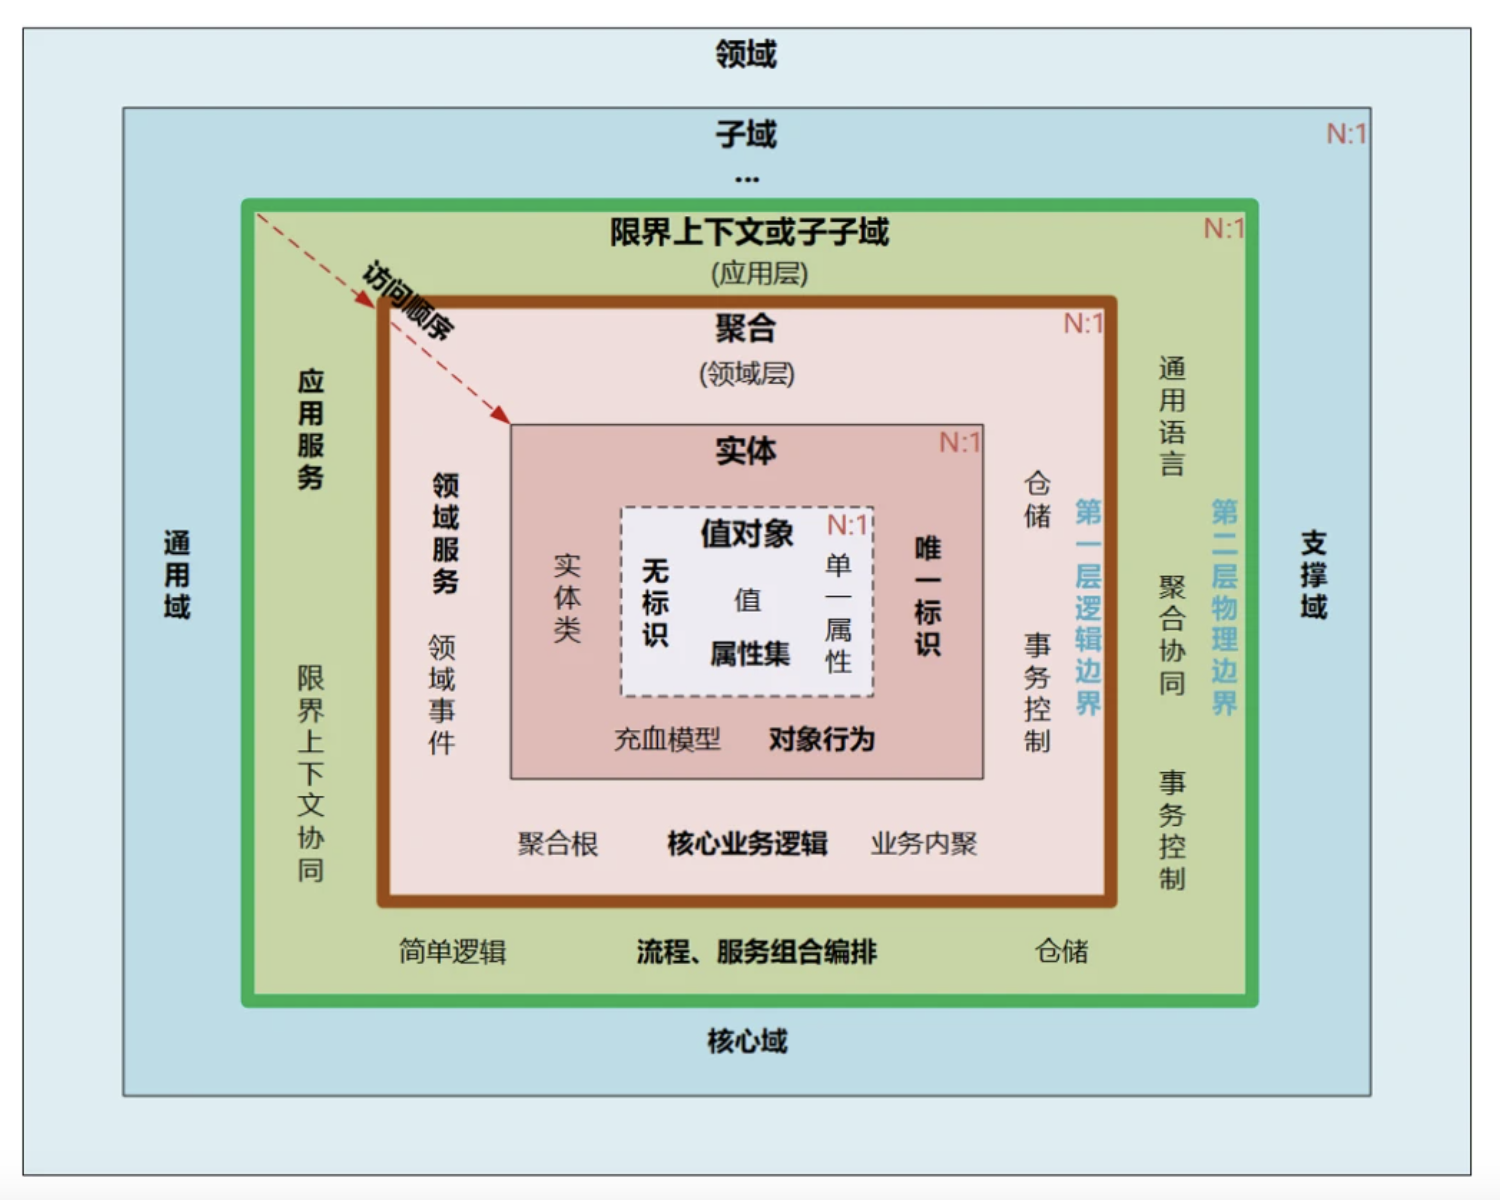 领域
子域
N:1
...
限界上下文或子子域
N:1
(应用层)
访问顺序
聚合
N:1
(领域层)
实体
N:1
值对象
N:1
无标识
值
单一属性
属性集
实体类
唯一标识
充血模型
对象行为
领域服务
领域事件
仓储
事务控制
第一层逻辑边界
聚合根
核心业务逻辑
业务内聚
应用服务
限界上下文协同
通用语言
聚合协同
事务控制
第二层物理边界
简单逻辑
流程、服务组合编排
仓储
通用域
支撑域
核心域